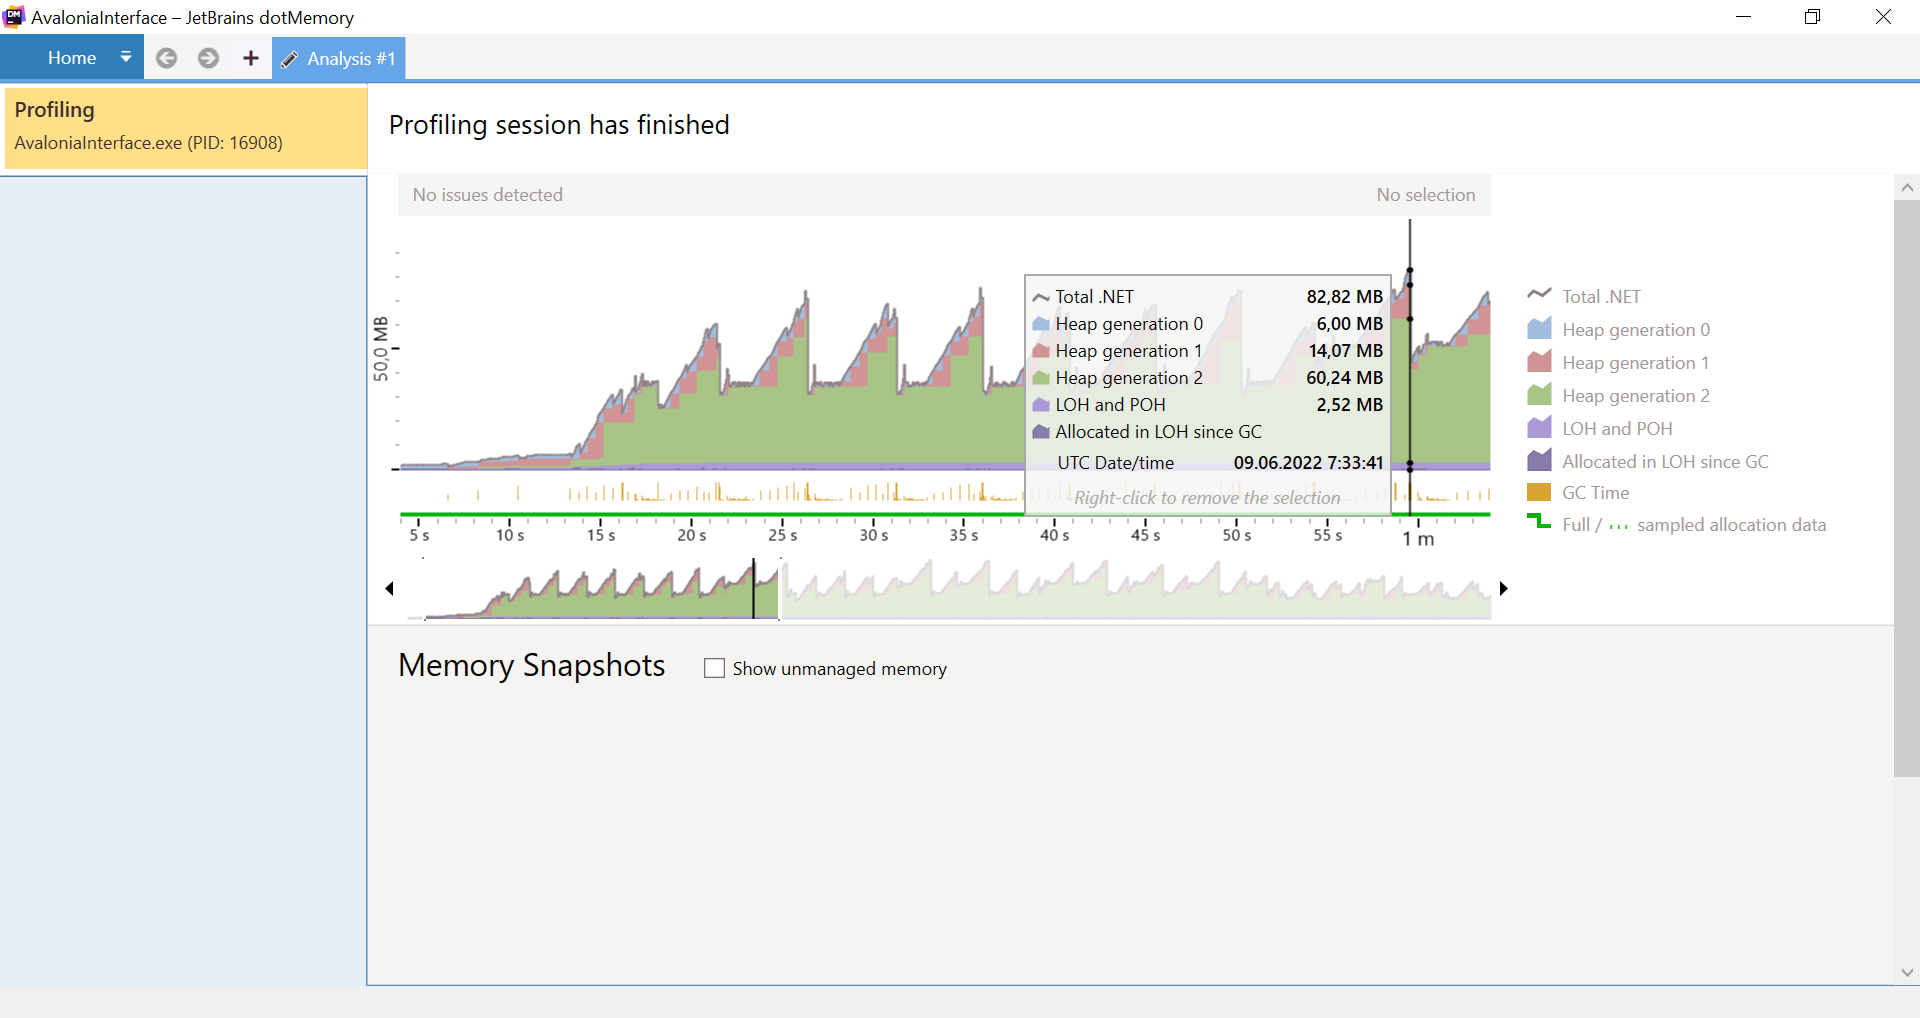 AvaloniaInterface – JetBrains dotMemory
Home
Analysis #1
Profiling
AvaloniaInterface.exe (PID: 16908)
Profiling session has finished
No issues detected
No selection
50,0 MB
Total .NET 82,82 MB
Heap generation 0 6,00 MB
Heap generation 1 14,07 MB
Heap generation 2 60,24 MB
LOH and POH 2,52 MB
Allocated in LOH since GC
UTC Date/time 09.06.2022 7:33:41
Right-click to remove the selection
Total .NET
Heap generation 0
Heap generation 1
Heap generation 2
LOH and POH
Allocated in LOH since GC
GC Time
Full / ... sampled allocation data
5 s 10 s 15 s 20 s 25 s 30 s 35 s 40 s 45 s 50 s 55 s 1 m
Memory Snapshots
Show unmanaged memory